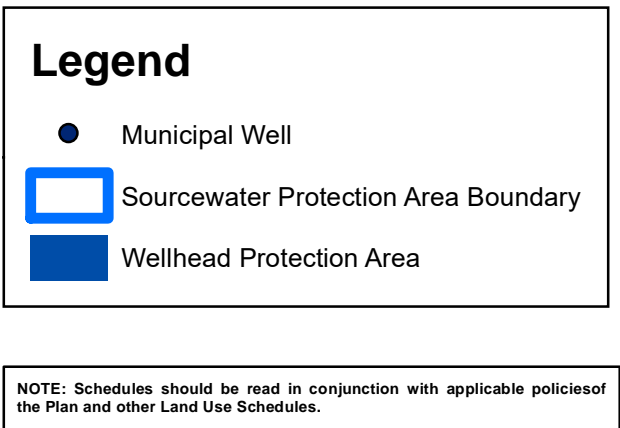 Legend
Municipal Well
Sourcewater Protection Area Boundary
Wellhead Protection Area
NOTE: Schedules should be read in conjunction with applicable policiesof
the Plan and other Land Use Schedules.